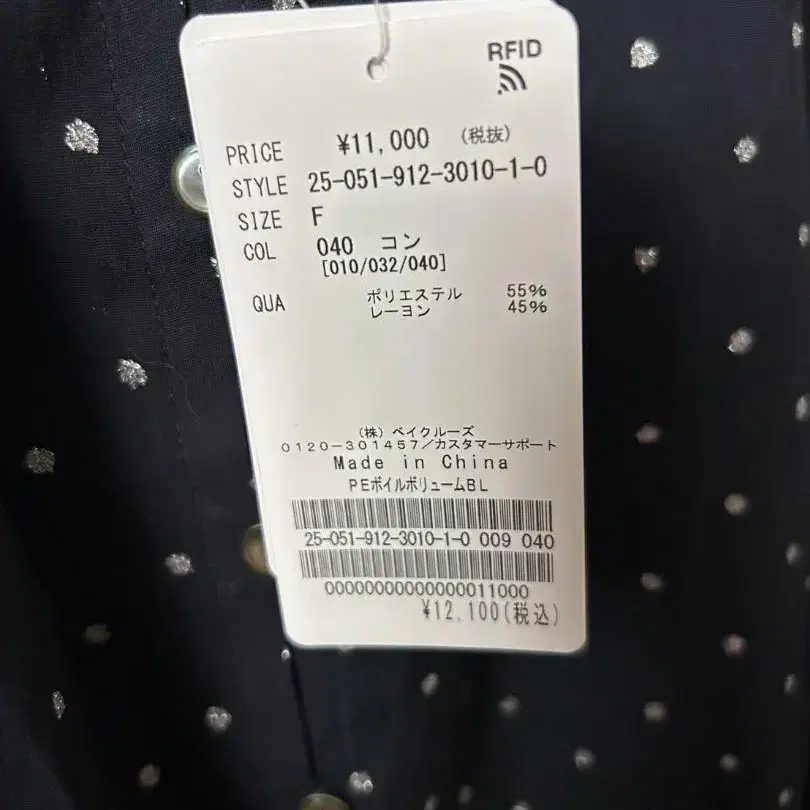 RFID
PRICE ¥11,000 (税抜)
STYLE 25-051-912-3010-1-0
SIZE F
COL 040 コン
[010/032/040]
QUA ポリエステル 55%
レーヨン 45%
(株)ベイクルーズ
0120-301457/カスタマーサポート
Made in China
PEボイルボリュームBL
25-051-912-3010-1-0 009 040
00000000000000011000
¥12,100(税込)